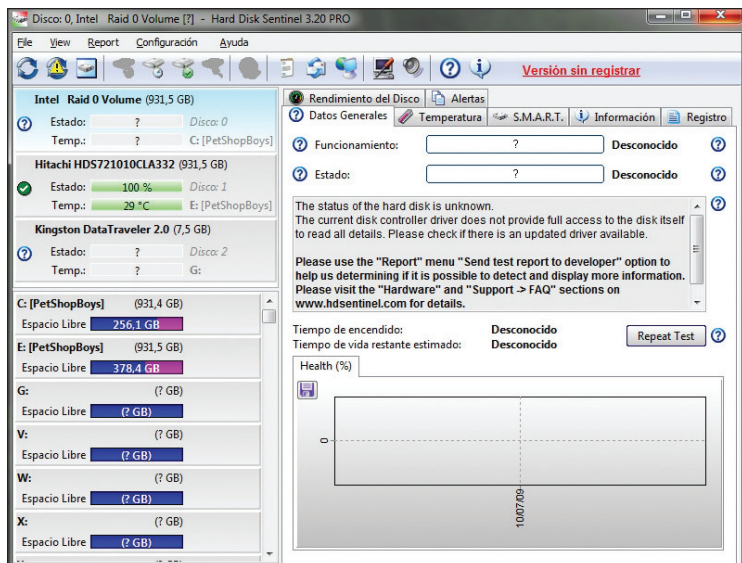 Disco: 0, Intel Raid 0 Volume [?] - Hard Disk Sentinel 3.20 PRO
File View Report Configuración Ayuda
Versión sin registrar
Intel Raid 0 Volume (931,5 GB)
Estado: ? Disco: 0
Temp.: ? C: [PetShopBoys]
Hitachi HDS721010CLA332 (931,5 GB)
Estado: 100 % Disco: 1
Temp.: 29 °C E: [PetShopBoys]
Kingston DataTraveler 2.0 (7,5 GB)
Estado: ? Disco: 2
Temp.: ? G:
C: [PetShopBoys] (931,4 GB)
Espacio Libre 256,1 GB
E: [PetShopBoys] (931,5 GB)
Espacio Libre 378,4 GB
G: (? GB)
Espacio Libre (? GB)
V: (? GB)
Espacio Libre (? GB)
W: (? GB)
Espacio Libre (? GB)
X: (? GB)
Espacio Libre (? GB)
Rendimiento del Disco Alertas
Datos Generales Temperatura S.M.A.R.T. Información Registro
Funcionamiento: ? Desconocido
Estado: ? Desconocido
The status of the hard disk is unknown.
The current disk controller driver does not provide full access to the disk itself
to read all details. Please check if there is an updated driver available.
Please use the "Report" menu "Send test report to developer" option to
help us determining if it is possible to detect and display more information.
Please visit the "Hardware" and "Support -> FAQ" sections on
www.hdsentinel.com for details.
Tiempo de encendido: Desconocido
Tiempo de vida restante estimado: Desconocido
Repeat Test
Health (%)
0
10/07/09